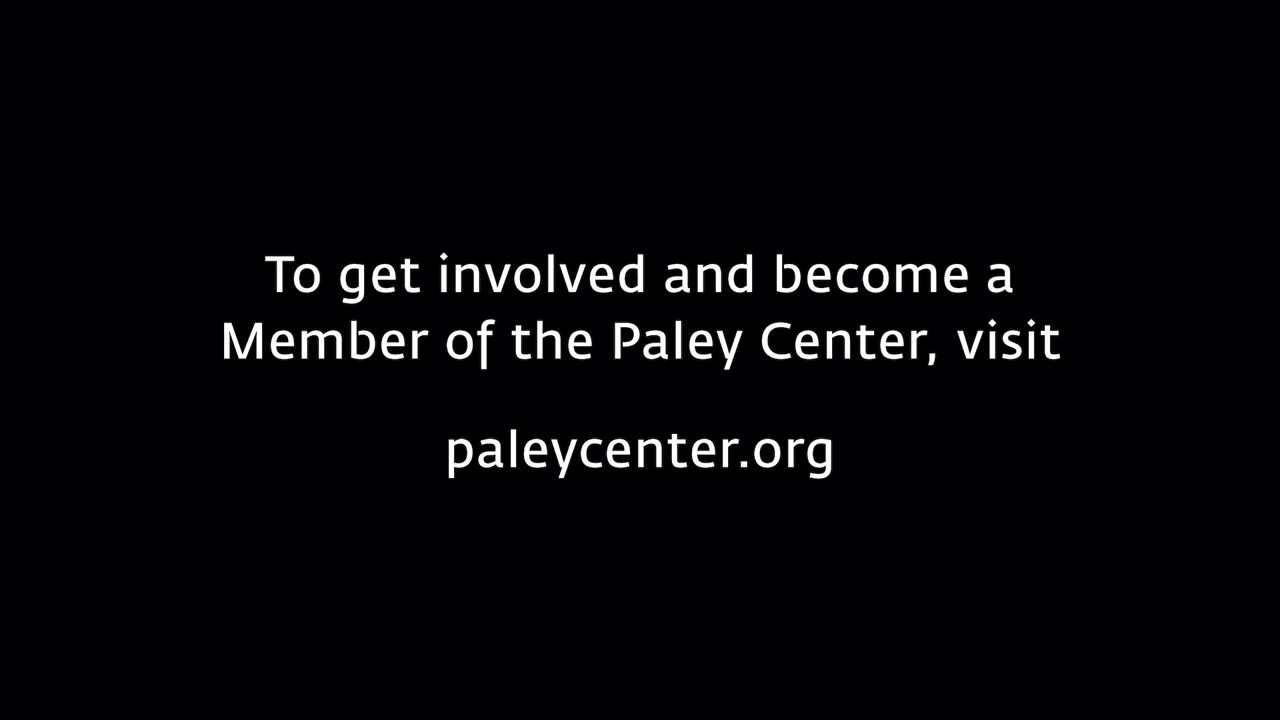 To get involved and become a
Member of the Paley Center, visit
paleycenter.org